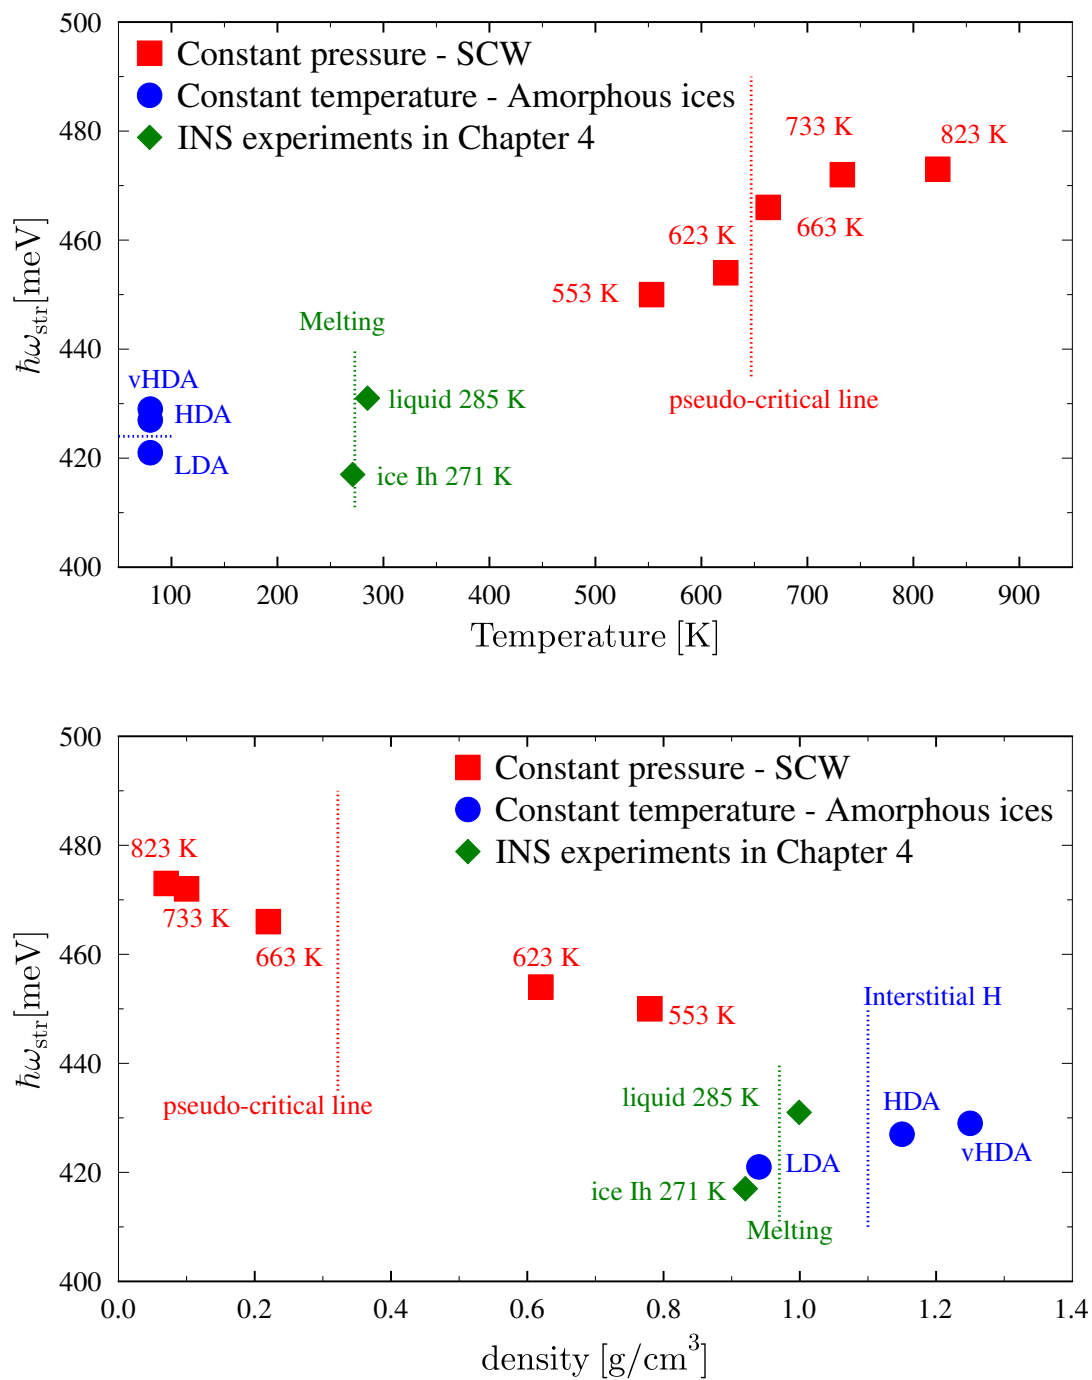 500
Constant pressure - SCW
Constant temperature - Amorphous ices
INS experiments in Chapter 4
480
733 K
823 K
460
623 K
663 K
553 K
440
Melting
vHDA
HDA
liquid 285 K
pseudo-critical line
420
LDA
ice Ih 271 K
400
ħω_str [meV]
100 200 300 400 500 600 700 800 900
Temperature [K]
500
Constant pressure - SCW
Constant temperature - Amorphous ices
INS experiments in Chapter 4
480
823 K
733 K
460
663 K
623 K
553 K
Interstitial H
440
pseudo-critical line
liquid 285 K
HDA
vHDA
420
LDA
ice Ih 271 K
Melting
400
ħω_str [meV]
0.0 0.2 0.4 0.6 0.8 1.0 1.2 1.4
density [g/cm³]